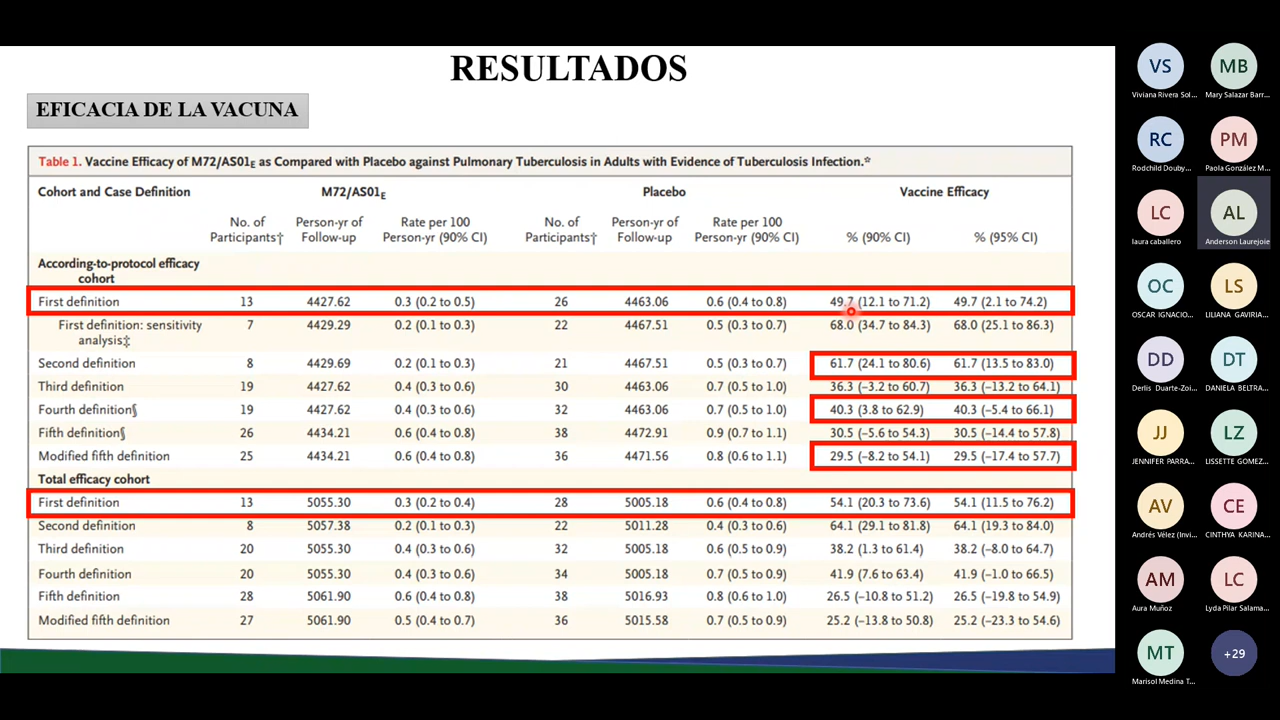 RESULTADOS
EFICACIA DE LA VACUNA
Table 1. Vaccine Efficacy of M72/AS01E as Compared with Placebo against Pulmonary Tuberculosis in Adults with Evidence of Tuberculosis Infection.*
Cohort and Case Definition M72/AS01E Placebo Vaccine Efficacy
No. of Participants† Person-yr of Follow-up Rate per 100 Person-yr (90% CI) No. of Participants† Person-yr of Follow-up Rate per 100 Person-yr (90% CI) % (90% CI) % (95% CI)
According-to-protocol efficacy
cohort
First definition 13 4427.62 0.3 (0.2 to 0.5) 26 4463.06 0.6 (0.4 to 0.8) 49.7 (12.1 to 71.2) 49.7 (2.1 to 74.2)
First definition: sensitivity 7 4429.29 0.2 (0.1 to 0.3) 22 4467.51 0.5 (0.3 to 0.7) 68.0 (34.7 to 84.3) 68.0 (25.1 to 86.3)
analysis‡
Second definition 8 4429.69 0.2 (0.1 to 0.3) 21 4467.51 0.5 (0.3 to 0.7) 61.7 (24.1 to 80.6) 61.7 (13.5 to 83.0)
Third definition 19 4427.62 0.4 (0.3 to 0.6) 30 4463.06 0.7 (0.5 to 1.0) 36.3 (−3.2 to 60.7) 36.3 (−13.2 to 64.1)
Fourth definition§ 19 4427.62 0.4 (0.3 to 0.6) 32 4463.06 0.7 (0.5 to 1.0) 40.3 (3.8 to 62.9) 40.3 (−5.4 to 66.1)
Fifth definition§ 26 4434.21 0.6 (0.4 to 0.8) 38 4472.91 0.9 (0.7 to 1.1) 30.5 (−5.6 to 54.3) 30.5 (−14.4 to 57.8)
Modified fifth definition 25 4434.21 0.6 (0.4 to 0.8) 36 4471.56 0.8 (0.6 to 1.1) 29.5 (−8.2 to 54.1) 29.5 (−17.4 to 57.7)
Total efficacy cohort
First definition 13 5055.30 0.3 (0.2 to 0.4) 28 5005.18 0.6 (0.4 to 0.8) 54.1 (20.3 to 73.6) 54.1 (11.5 to 76.2)
Second definition 8 5057.38 0.2 (0.1 to 0.3) 22 5011.28 0.4 (0.3 to 0.6) 64.1 (29.1 to 81.8) 64.1 (19.3 to 84.0)
Third definition 20 5055.30 0.4 (0.3 to 0.6) 32 5005.18 0.6 (0.5 to 0.9) 38.2 (1.3 to 61.4) 38.2 (−8.0 to 64.7)
Fourth definition 20 5055.30 0.4 (0.3 to 0.6) 34 5005.18 0.7 (0.5 to 0.9) 41.9 (7.6 to 63.4) 41.9 (−1.0 to 66.5)
Fifth definition 28 5061.90 0.6 (0.4 to 0.8) 38 5016.93 0.8 (0.6 to 1.0) 26.5 (−10.8 to 51.2) 26.5 (−19.8 to 54.9)
Modified fifth definition 27 5061.90 0.5 (0.4 to 0.7) 36 5015.58 0.7 (0.5 to 0.9) 25.2 (−13.8 to 50.8) 25.2 (−23.3 to 54.6)
VS MB
Viviana Rivera Sol... Mary Salazar Barr...
RC PM
Rodchild Douby... Paola González M...
LC AL
laura caballero Anderson Laurejoie
OC LS
OSCAR IGNACIO... LILIANA GAVIRIA...
DD DT
Derlis Duarte-Zoi... DANIELA BELTRA...
JJ LZ
JENNIFER PARRA... LISSETTE GOMEZ...
AV CE
Andrés Vélez (Invi... CINTHYA KARINA...
AM LC
Aura Muñoz Lyda Pilar Salama...
MT +29
Marisol Medina T...